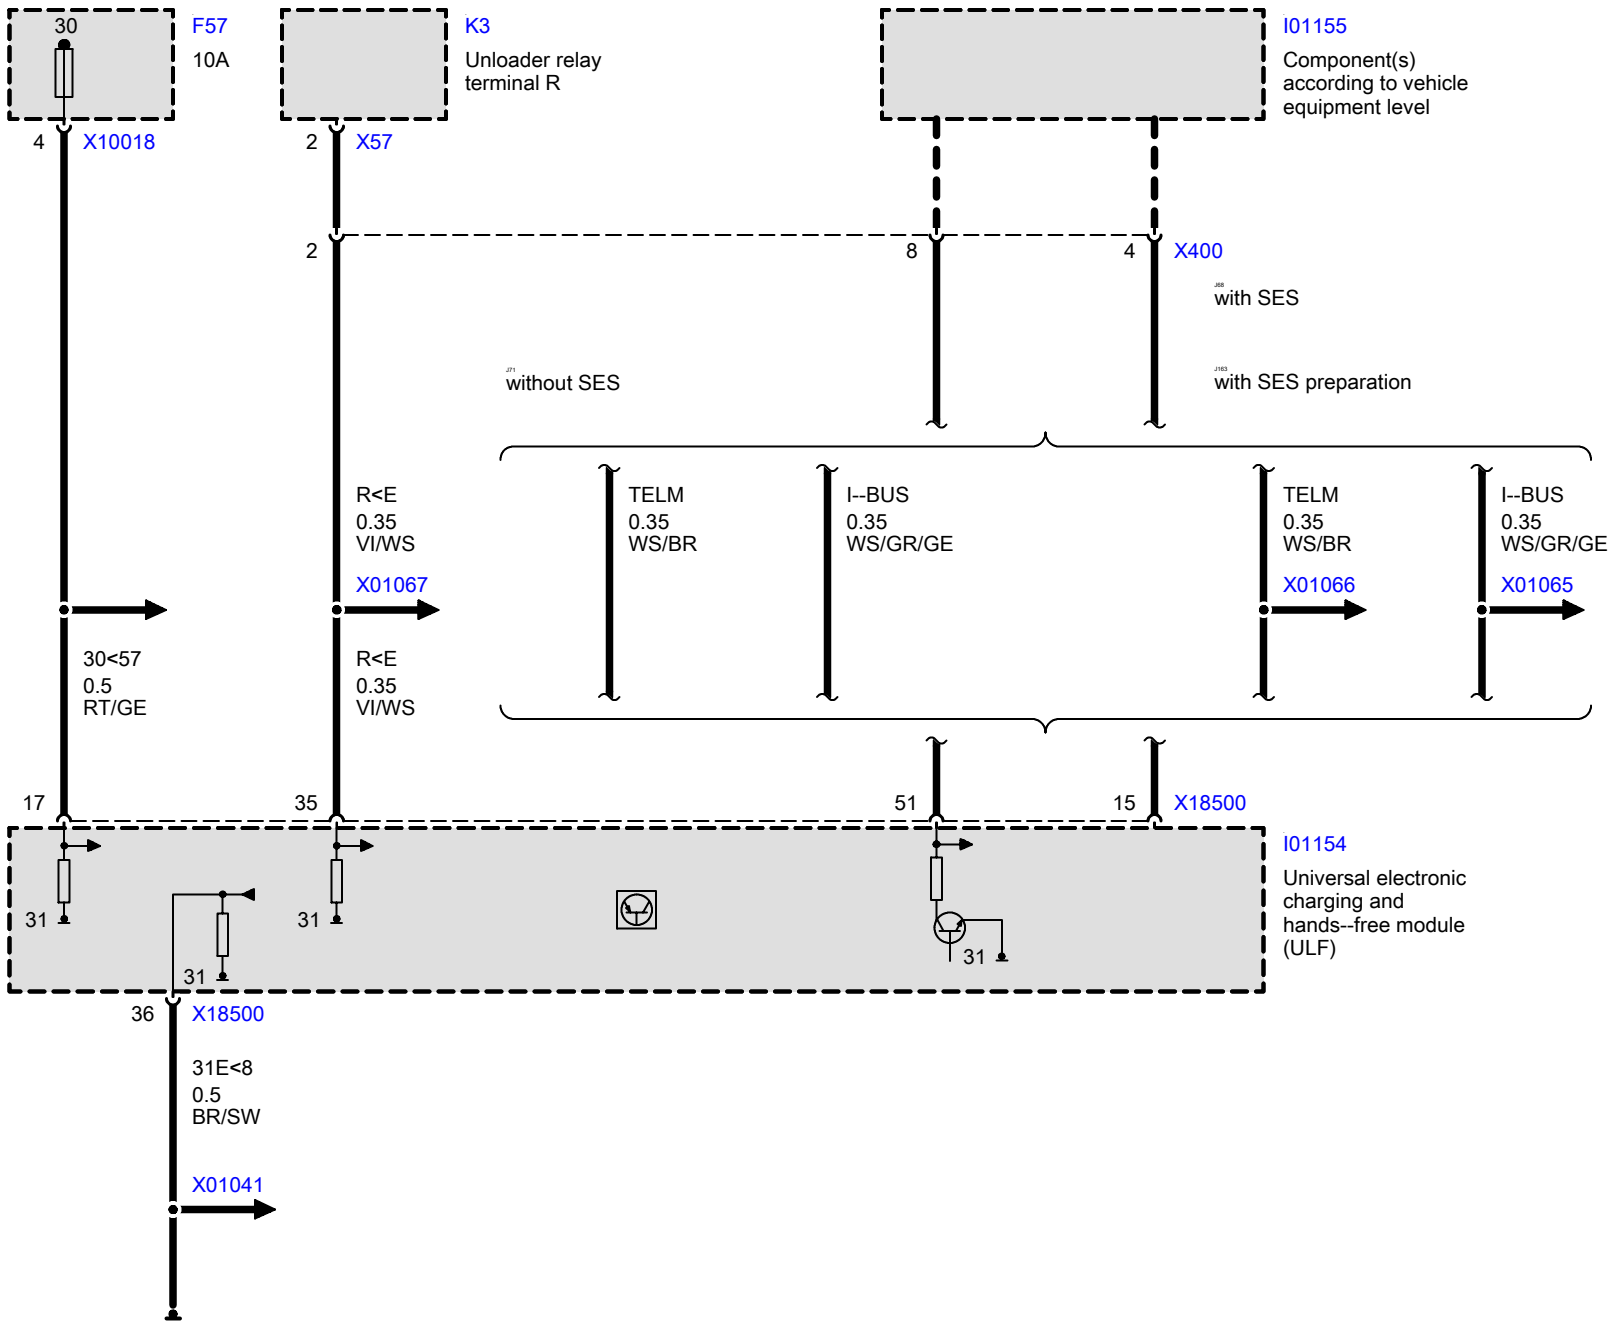 30
F57
10A
K3
Unloader relay
terminal R
I01155
Component(s)
according to vehicle
equipment level
4
X10018
2
X57
2
8
4
X400
J68
with SES
J71
without SES
J163
with SES preparation
R<E
0.35
VI/WS
TELM
0.35
WS/BR
I--BUS
0.35
WS/GR/GE
TELM
0.35
WS/BR
I--BUS
0.35
WS/GR/GE
X01067
X01066
X01065
30<57
0.5
RT/GE
R<E
0.35
VI/WS
17
35
51
15
X18500
I01154
Universal electronic
charging and
hands--free module
(ULF)
31
31
31
31
36
X18500
31E<8
0.5
BR/SW
X01041